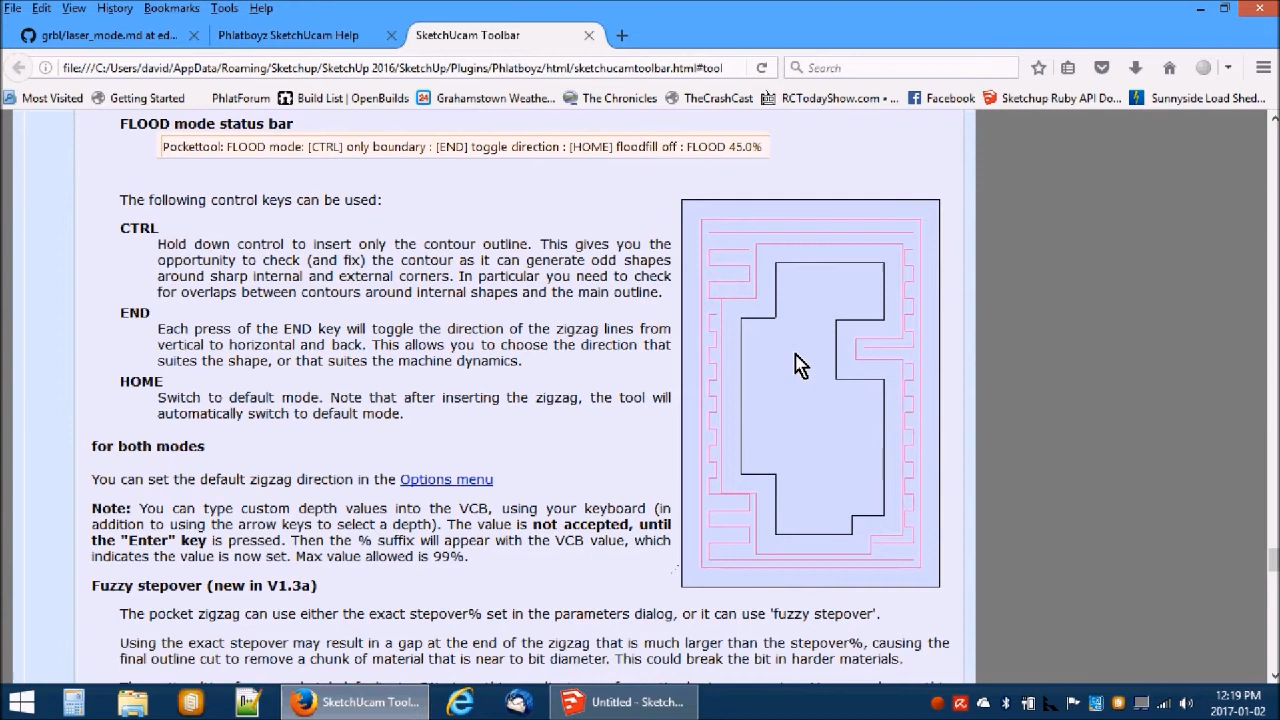 File Edit View History Bookmarks Tools Help
grbl/laser_mode.md at ed... Phlatboyz SketchUcam Help SketchUcam Toolbar
file:///C:/Users/david/AppData/Roaming/Sketchup/SketchUp 2016/SketchUp/Plugins/Phlatboyz/html/sketchucamtoolbar.html#tool Search
Most Visited Getting Started PhlatForum Build List | OpenBuilds Grahamstown Weathe... The Chronicles TheCrashCast RCTodayShow.com • ... Facebook Sketchup Ruby API Do... Sunnyside Load Shed...
FLOOD mode status bar
Pockettool: FLOOD mode: [CTRL] only boundary : [END] toggle direction : [HOME] floodfill off : FLOOD 45.0%
The following control keys can be used:
CTRL
Hold down control to insert only the contour outline. This gives you the
opportunity to check (and fix) the contour as it can generate odd shapes
around sharp internal and external corners. In particular you need to check
for overlaps between contours around internal shapes and the main outline.
END
Each press of the END key will toggle the direction of the zigzag lines from
vertical to horizontal and back. This allows you to choose the direction that
suites the shape, or that suites the machine dynamics.
HOME
Switch to default mode. Note that after inserting the zigzag, the tool will
automatically switch to default mode.
for both modes
You can set the default zigzag direction in the Options menu
Note: You can type custom depth values into the VCB, using your keyboard (in
addition to using the arrow keys to select a depth). The value is not accepted, until
the "Enter" key is pressed. Then the % suffix will appear with the VCB value, which
indicates the value is now set. Max value allowed is 99%.
Fuzzy stepover (new in V1.3a)
The pocket zigzag can use either the exact stepover% set in the parameters dialog, or it can use 'fuzzy stepover'.
Using the exact stepover may result in a gap at the end of the zigzag that is much larger than the stepover%, causing the
final outline cut to remove a chunk of material that is near to bit diameter. This could break the bit in harder materials.
SketchUcam Tool... Untitled - Sketch... 12:19 PM
2017-01-02